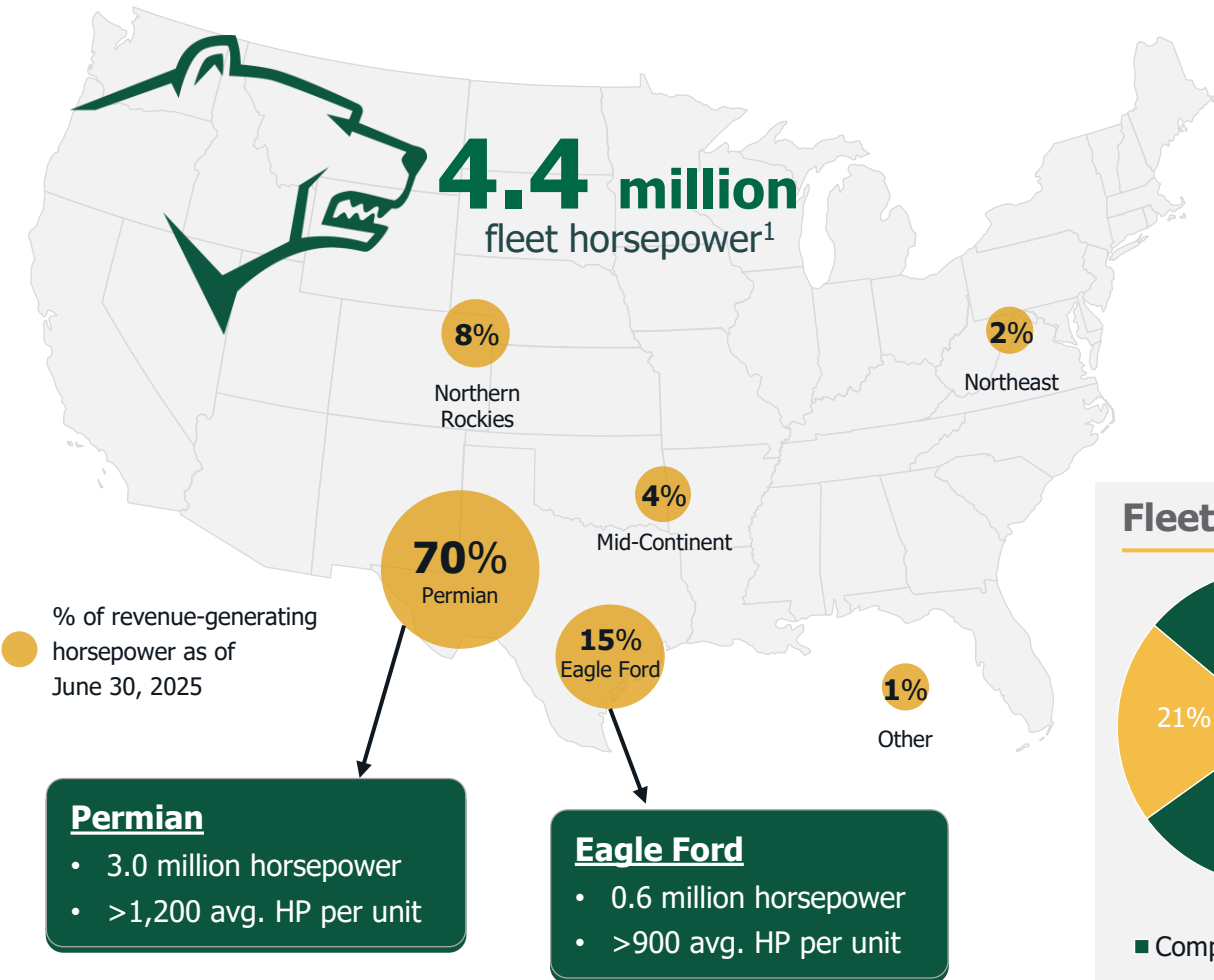 4.4 million
fleet horsepower¹
8%
Northern
Rockies
2%
Northeast
4%
Mid-Continent
70%
Permian
15%
Eagle Ford
1%
Other
% of revenue-generating
horsepower as of
June 30, 2025
Permian
• 3.0 million horsepower
• >1,200 avg. HP per unit
Eagle Ford
• 0.6 million horsepower
• >900 avg. HP per unit
Fleet
21%